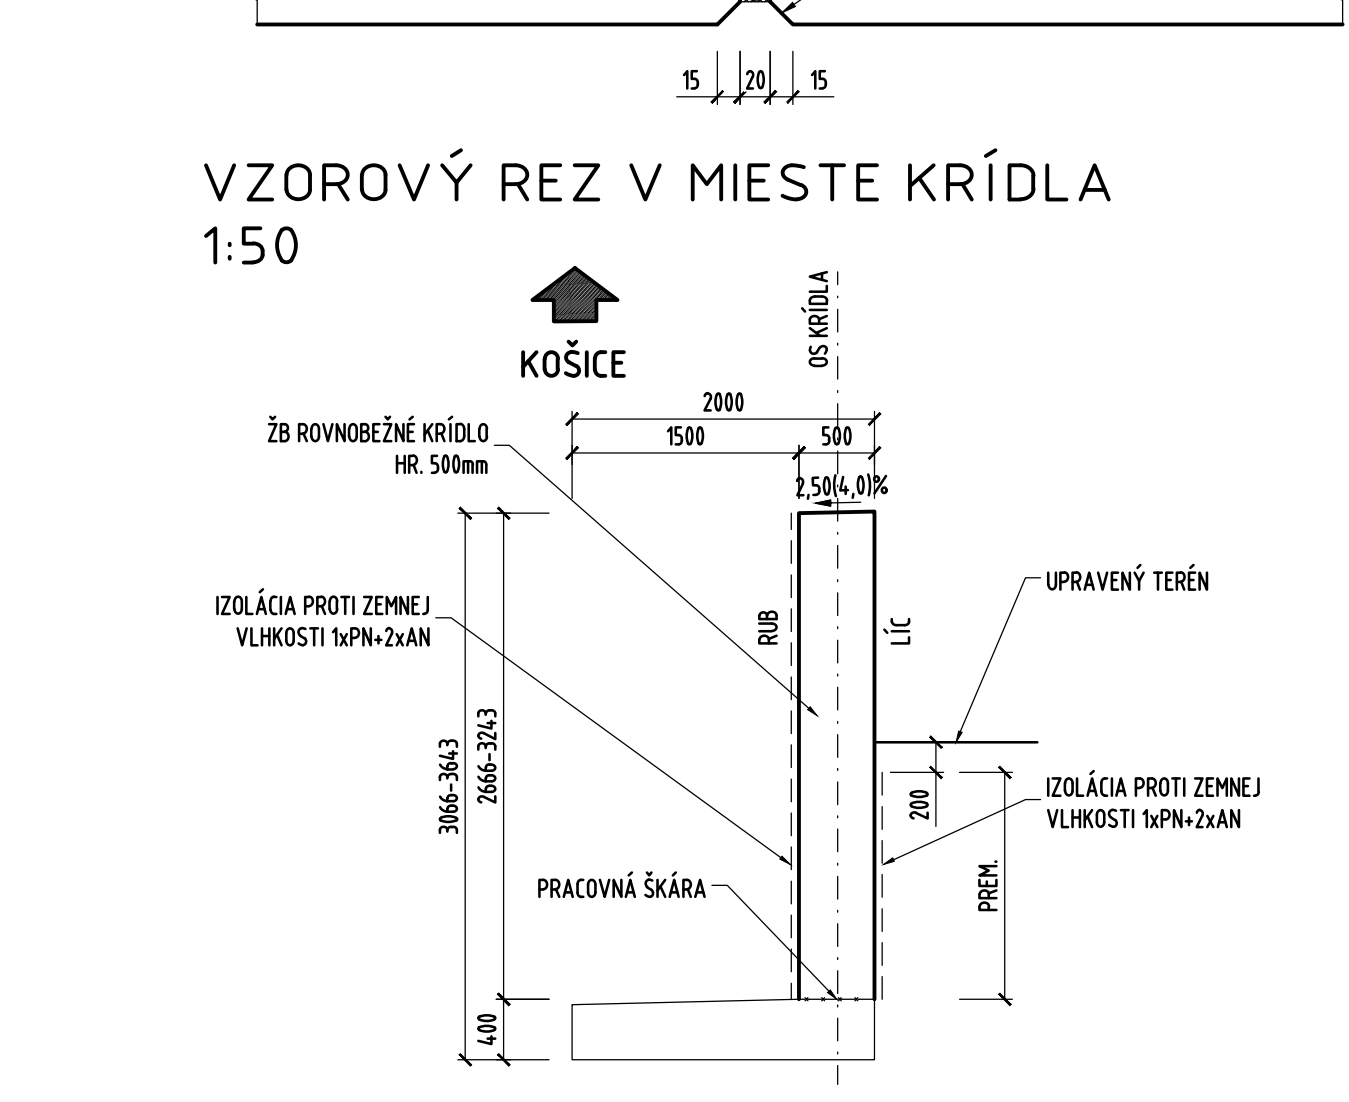 15 20 15
VZOROVÝ REZ V MIESTE KRÍDLA
1:50
KOŠICE
OS KRÍDLA
2000
1500 500
2,50(4,0)%
ŽB ROVNOBEŽNÉ KRÍDLO
HR. 500mm
UPRAVENÝ TERÉN
IZOLÁCIA PROTI ZEMNEJ
VLHKOSTI 1xPN+2xAN
RUB
LÍC
3066-3643
2666-3243
200
IZOLÁCIA PROTI ZEMNEJ
VLHKOSTI 1xPN+2xAN
PREM.
PRACOVNÁ ŠKÁRA
400